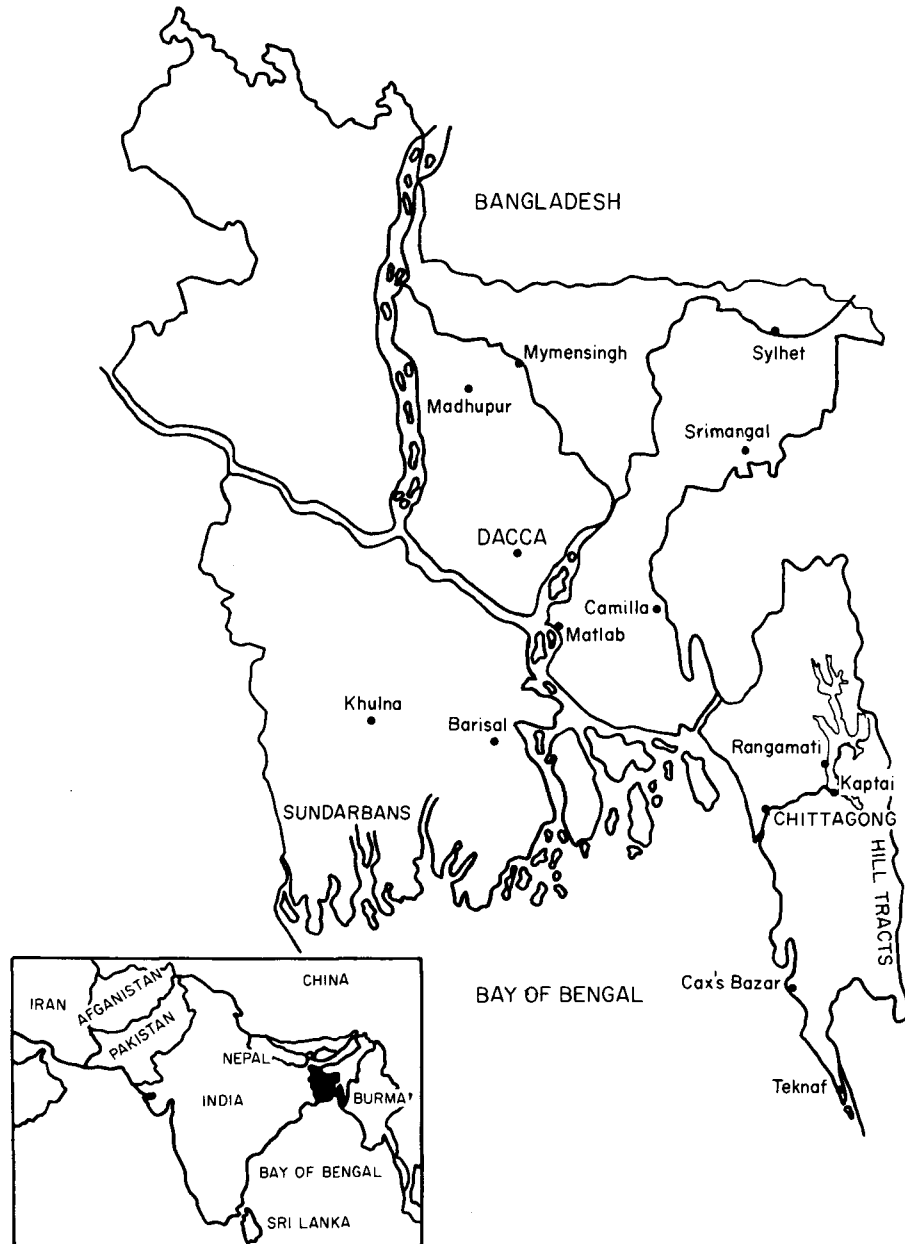 BANGLADESH
Mymensingh
Sylhet
Madhupur
Srimangal
DACCA
Camilla
Matlab
Khulna
Barisal
Rangamati
Kaptai
SUNDARBANS
CHITTAGONG
HILL TRACTS
BAY OF BENGAL
Cax's Bazar
Teknaf
CHINA
IRAN
AFGANISTAN
PAKISTAN
NEPAL
INDIA
BURMA
BAY OF BENGAL
SRI LANKA